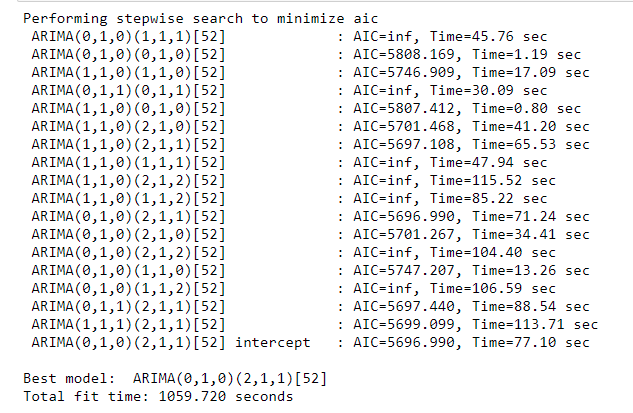 Performing stepwise search to minimize aic
ARIMA(0,1,0)(1,1,1)[52]             : AIC=inf, Time=45.76 sec
ARIMA(0,1,0)(0,1,0)[52]             : AIC=5808.169, Time=1.19 sec
ARIMA(1,1,0)(1,1,0)[52]             : AIC=5746.909, Time=17.09 sec
ARIMA(0,1,1)(0,1,1)[52]             : AIC=inf, Time=30.09 sec
ARIMA(1,1,0)(0,1,0)[52]             : AIC=5807.412, Time=0.80 sec
ARIMA(1,1,0)(2,1,0)[52]             : AIC=5701.468, Time=41.20 sec
ARIMA(1,1,0)(2,1,1)[52]             : AIC=5697.108, Time=65.53 sec
ARIMA(1,1,0)(1,1,1)[52]             : AIC=inf, Time=47.94 sec
ARIMA(1,1,0)(2,1,2)[52]             : AIC=inf, Time=115.52 sec
ARIMA(1,1,0)(1,1,2)[52]             : AIC=inf, Time=85.22 sec
ARIMA(0,1,0)(2,1,1)[52]             : AIC=5696.990, Time=71.24 sec
ARIMA(0,1,0)(2,1,0)[52]             : AIC=5701.267, Time=34.41 sec
ARIMA(0,1,0)(2,1,2)[52]             : AIC=inf, Time=104.40 sec
ARIMA(0,1,0)(1,1,0)[52]             : AIC=5747.207, Time=13.26 sec
ARIMA(0,1,0)(1,1,2)[52]             : AIC=inf, Time=106.59 sec
ARIMA(0,1,1)(2,1,1)[52]             : AIC=5697.440, Time=88.54 sec
ARIMA(1,1,1)(2,1,1)[52]             : AIC=5699.099, Time=113.71 sec
ARIMA(0,1,0)(2,1,1)[52] intercept   : AIC=5696.990, Time=77.10 sec
Best model:  ARIMA(0,1,0)(2,1,1)[52]
Total fit time: 1059.720 seconds